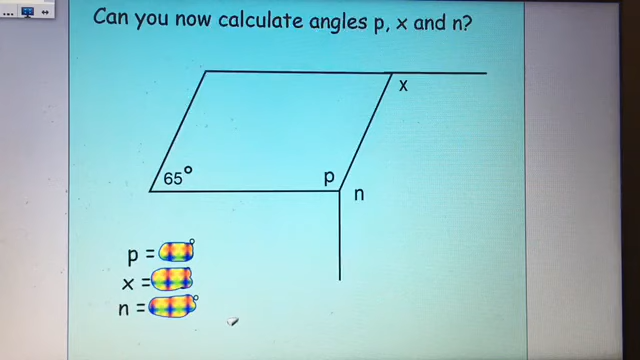 Can you now calculate angles p, x and n?
x
65°
p
n
p = °
x =
n = °